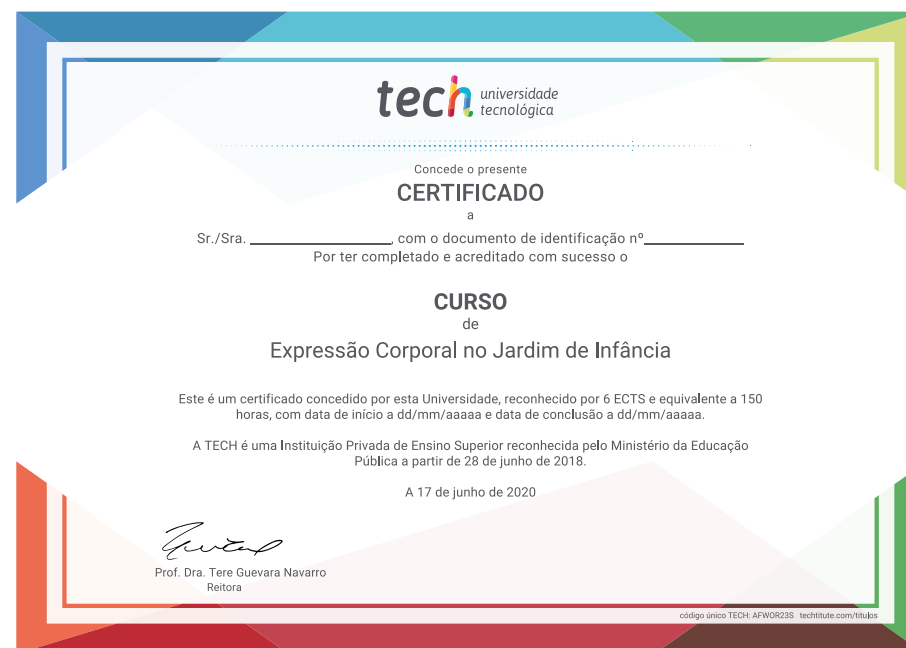 tech universidade
tecnológica
Concede o presente
CERTIFICADO
a
Sr./Sra. ____________________, com o documento de identificação nº______________
Por ter completado e acreditado com sucesso o
CURSO
de
Expressão Corporal no Jardim de Infância
Este é um certificado concedido por esta Universidade, reconhecido por 6 ECTS e equivalente a 150
horas, com data de início a dd/mm/aaaaa e data de conclusão a dd/mm/aaaaa.
A TECH é uma Instituição Privada de Ensino Superior reconhecida pelo Ministério da Educação
Pública a partir de 28 de junho de 2018.
A 17 de junho de 2020
Prof. Dra. Tere Guevara Navarro
Reitora
código único TECH: AFWOR23S techtitute.com/titulos